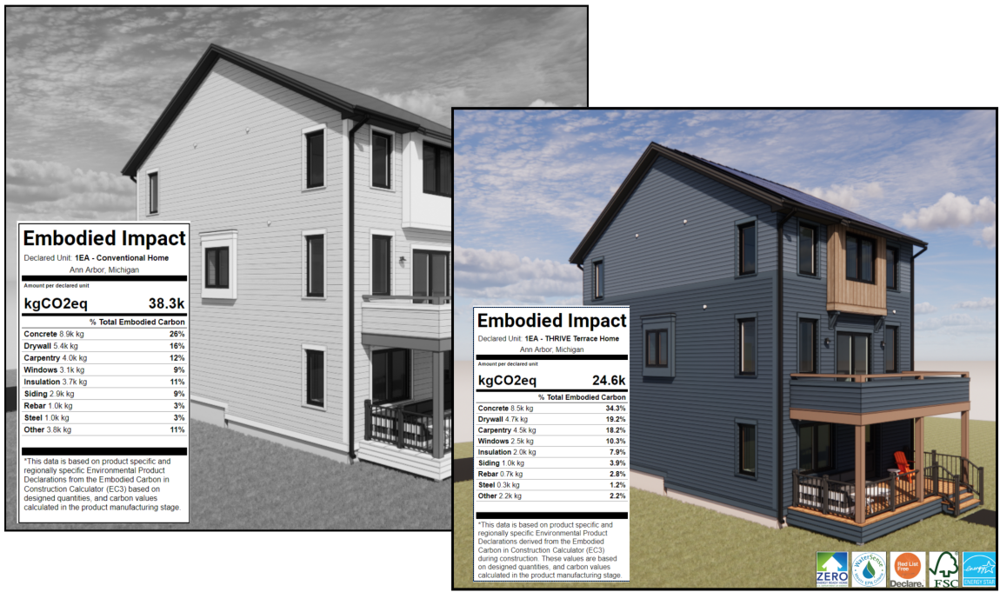 Embodied Impact
Declared Unit: 1EA - Conventional Home
Ann Arbor, Michigan
Amount per declared unit
kgCO2eq 38.3k
% Total Embodied Carbon
Concrete 8.9k kg 26%
Drywall 5.4k kg 16%
Carpentry 4.0k kg 12%
Windows 3.1k kg 9%
Insulation 3.7k kg 11%
Siding 2.9k kg 9%
Rebar 1.0k kg 3%
Steel 1.0k kg 3%
Other 3.8k kg 11%
*This data is based on product specific and
regionally specific Environmental Product
Declarations from the Embodied Carbon in
Construction Calculator (EC3) based on
designed quantities, and carbon values
calculated in the product manufacturing stage.
Embodied Impact
Declared Unit: 1EA - THRIVE Terrace Home
Ann Arbor, Michigan
Amount per declared unit
kgCO2eq 24.6k
% Total Embodied Carbon
Concrete 8.5k kg 34.3%
Drywall 4.7k kg 19.2%
Carpentry 4.5k kg 18.2%
Windows 2.5k kg 10.3%
Insulation 2.0k kg 7.9%
Siding 1.0k kg 3.9%
Rebar 0.7k kg 2.8%
Steel 0.3k kg 1.2%
Other 2.2k kg 2.2%
*This data is based on product specific and
regionally specific Environmental Product
Declarations derived from the Embodied
Carbon in Construction Calculator (EC3)
during construction. These values are based
on designed quantities, and carbon values
calculated in the product manufacturing stage.
ZERO
ENERGY READY HOME
WaterSense
Meets EPA Criteria
Red List
Free
Declare.
FSC
energy
ENERGY STAR